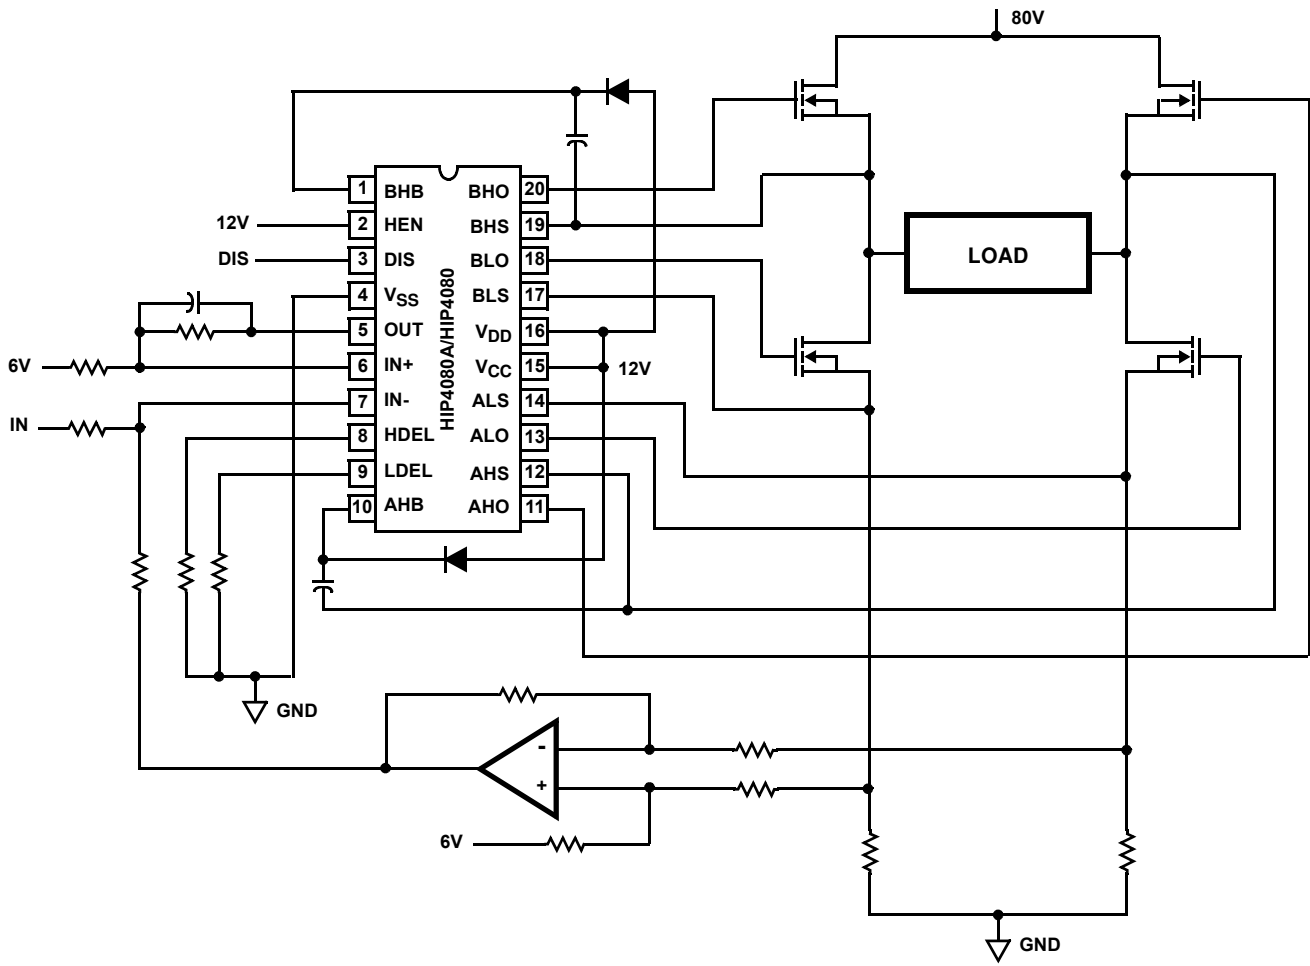 80V
1 BHB BHO 20
12V 2 HEN BHS 19
DIS 3 DIS BLO 18
4 VSS BLS 17
5 OUT VDD 16
6V 6 IN+ VCC 15 12V
IN 7 IN- ALS 14
8 HDEL ALO 13
9 LDEL AHS 12
10 AHB AHO 11
HIP4080A/HIP4080
LOAD
GND
-
+
6V
GND